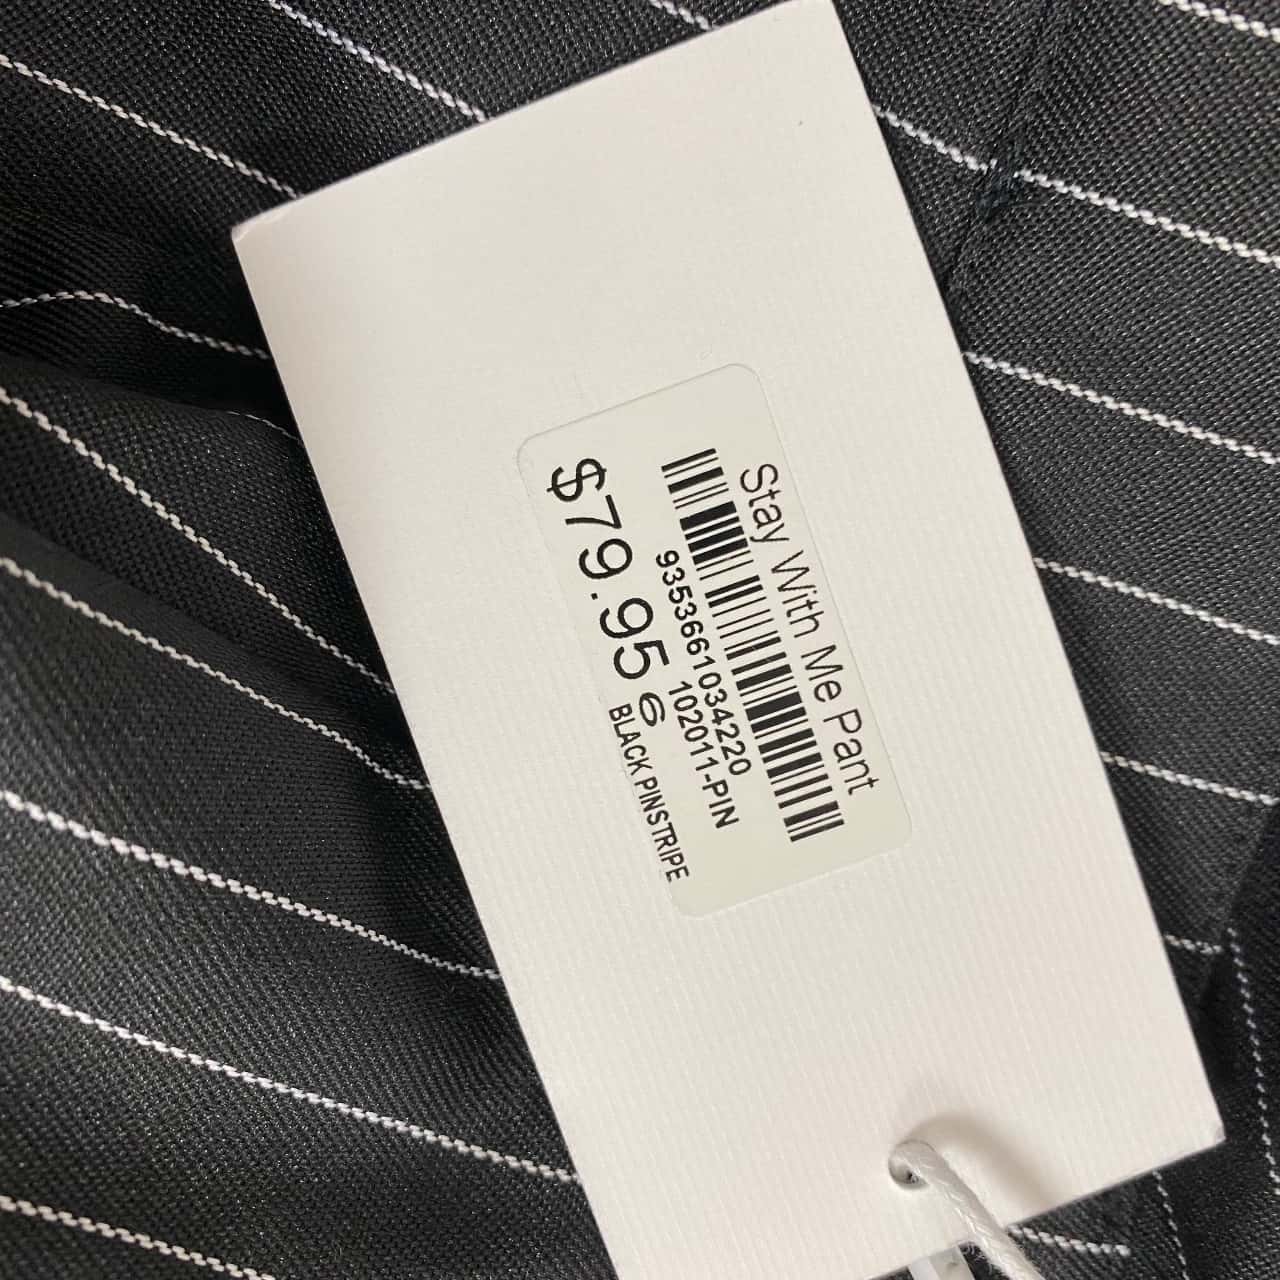 Stay With Me Pant
9353661034220
102011-PIN
$79.95 6
BLACK PINSTRIPE